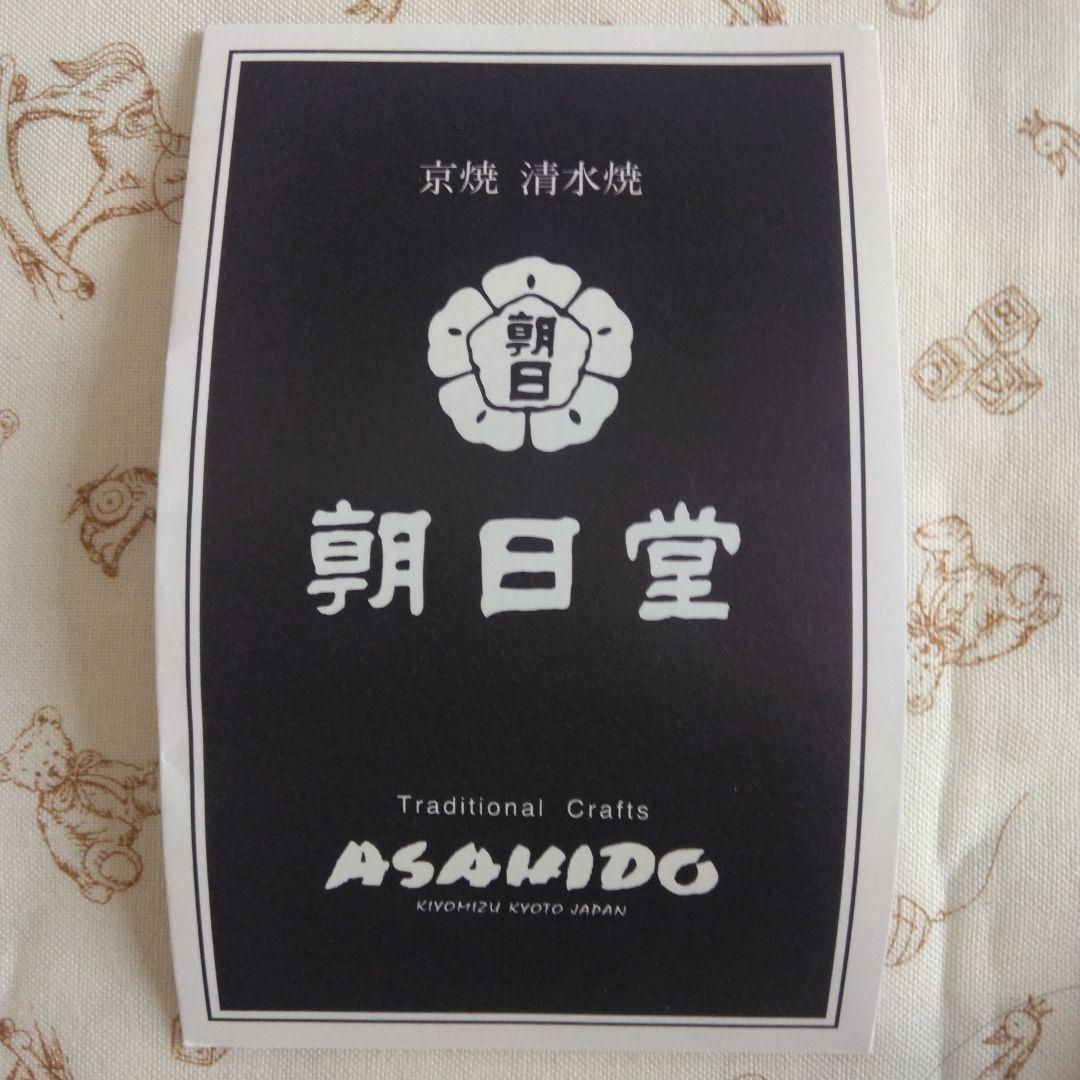 京焼 清水焼
朝
日
朝日堂
Traditional Crafts
ASAHIDO
KIYOMIZU KYOTO JAPAN
B
A
C